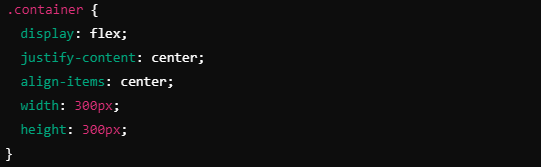 .container {
  display: flex;
  justify-content: center;
  align-items: center;
  width: 300px;
  height: 300px;
}